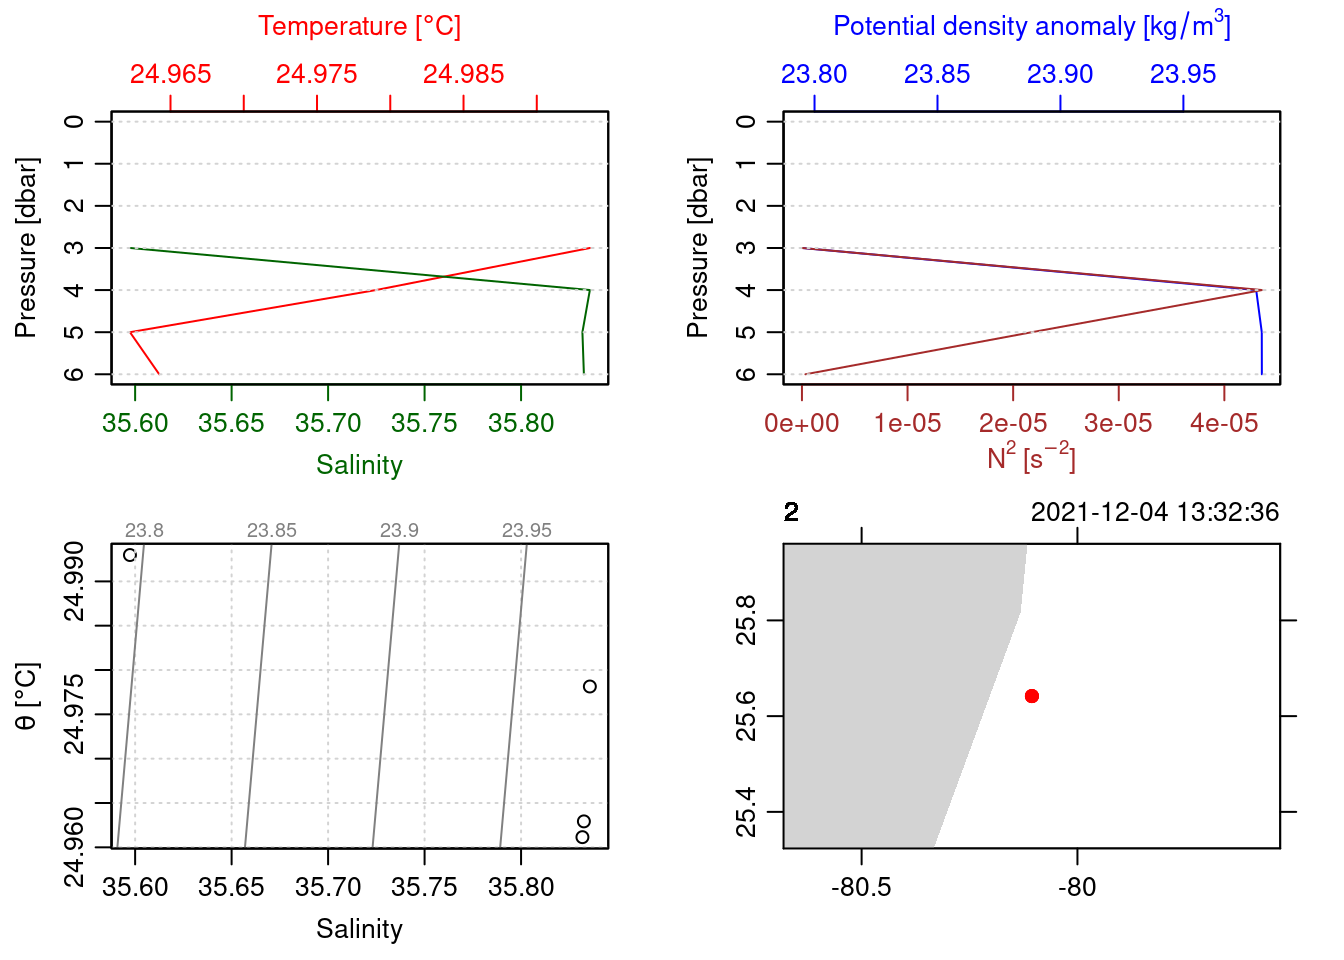 Temperature [°C]
24.965 24.975 24.985
Pressure [dbar]
0 1 2 3 4 5 6
35.60 35.65 35.70 35.75 35.80
Salinity
Potential density anomaly [kg/m³]
23.80 23.85 23.90 23.95
Pressure [dbar]
0 1 2 3 4 5 6
0e+00 1e-05 2e-05 3e-05 4e-05
N² [s⁻²]
23.8 23.85 23.9 23.95
θ [°C]
24.960 24.975 24.990
35.60 35.65 35.70 35.75 35.80
Salinity
2 2021-12-04 13:32:36
25.4 25.6 25.8
-80.5 -80